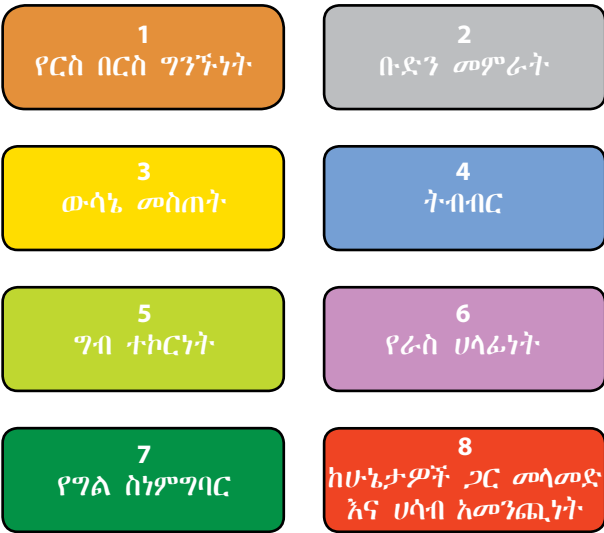 1
የርስ በርስ ግንኙነት
2
ቡድን መምራት
3
ውሳኔ መስጠት
4
ትብብር
5
ግብ ተኮርነት
6
የራስ ሀላፊነት
7
የግል ስነምግባር
8
ከሁኔታዎች ጋር መላመድ
እና ሀሳብ አመንጪነት